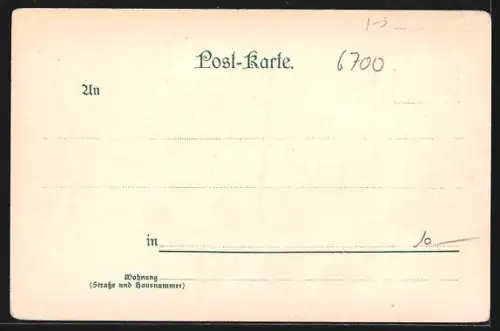 1-3
Post-Karte. 6700.
An
in 10
Wohnung
(Straße und Hausnummer)